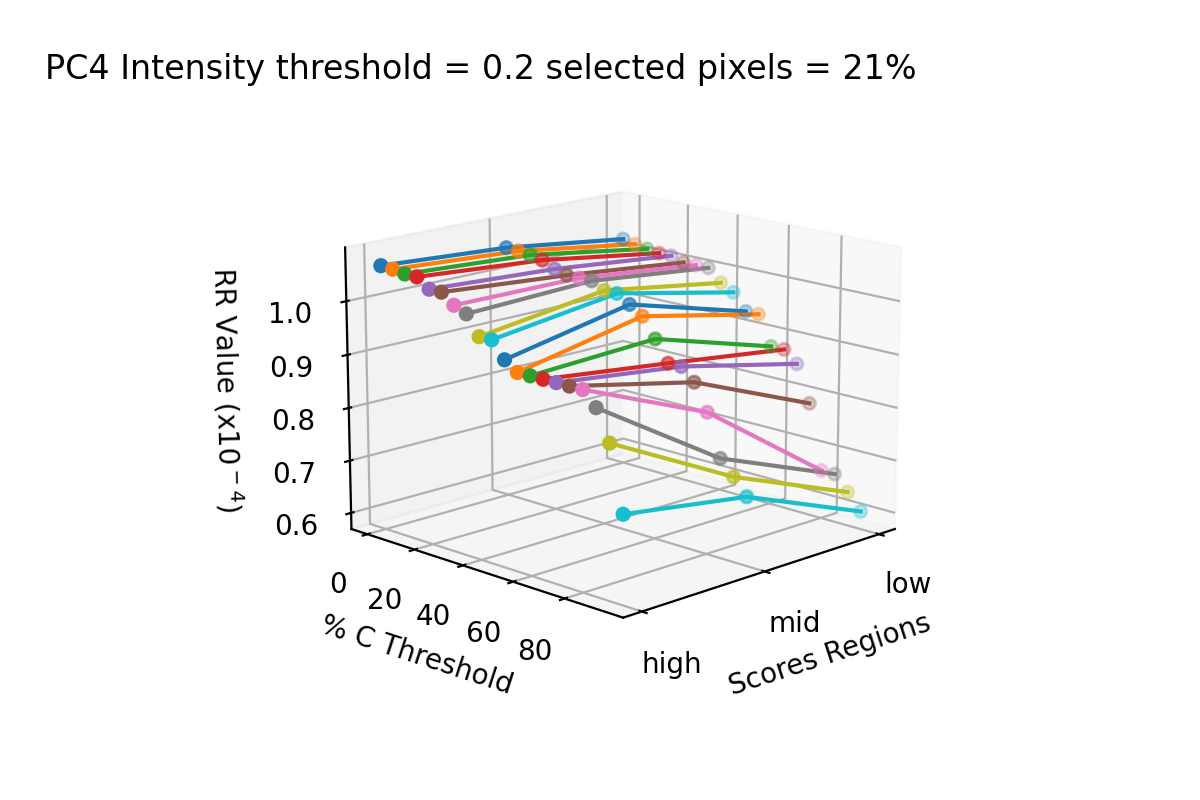 PC4 Intensity threshold = 0.2 selected pixels = 21%
RR Value (x10⁻⁴)
1.0
0.9
0.8
0.7
0.6
0
20
40
60
80
% C Threshold
high
mid
low
Scores Regions